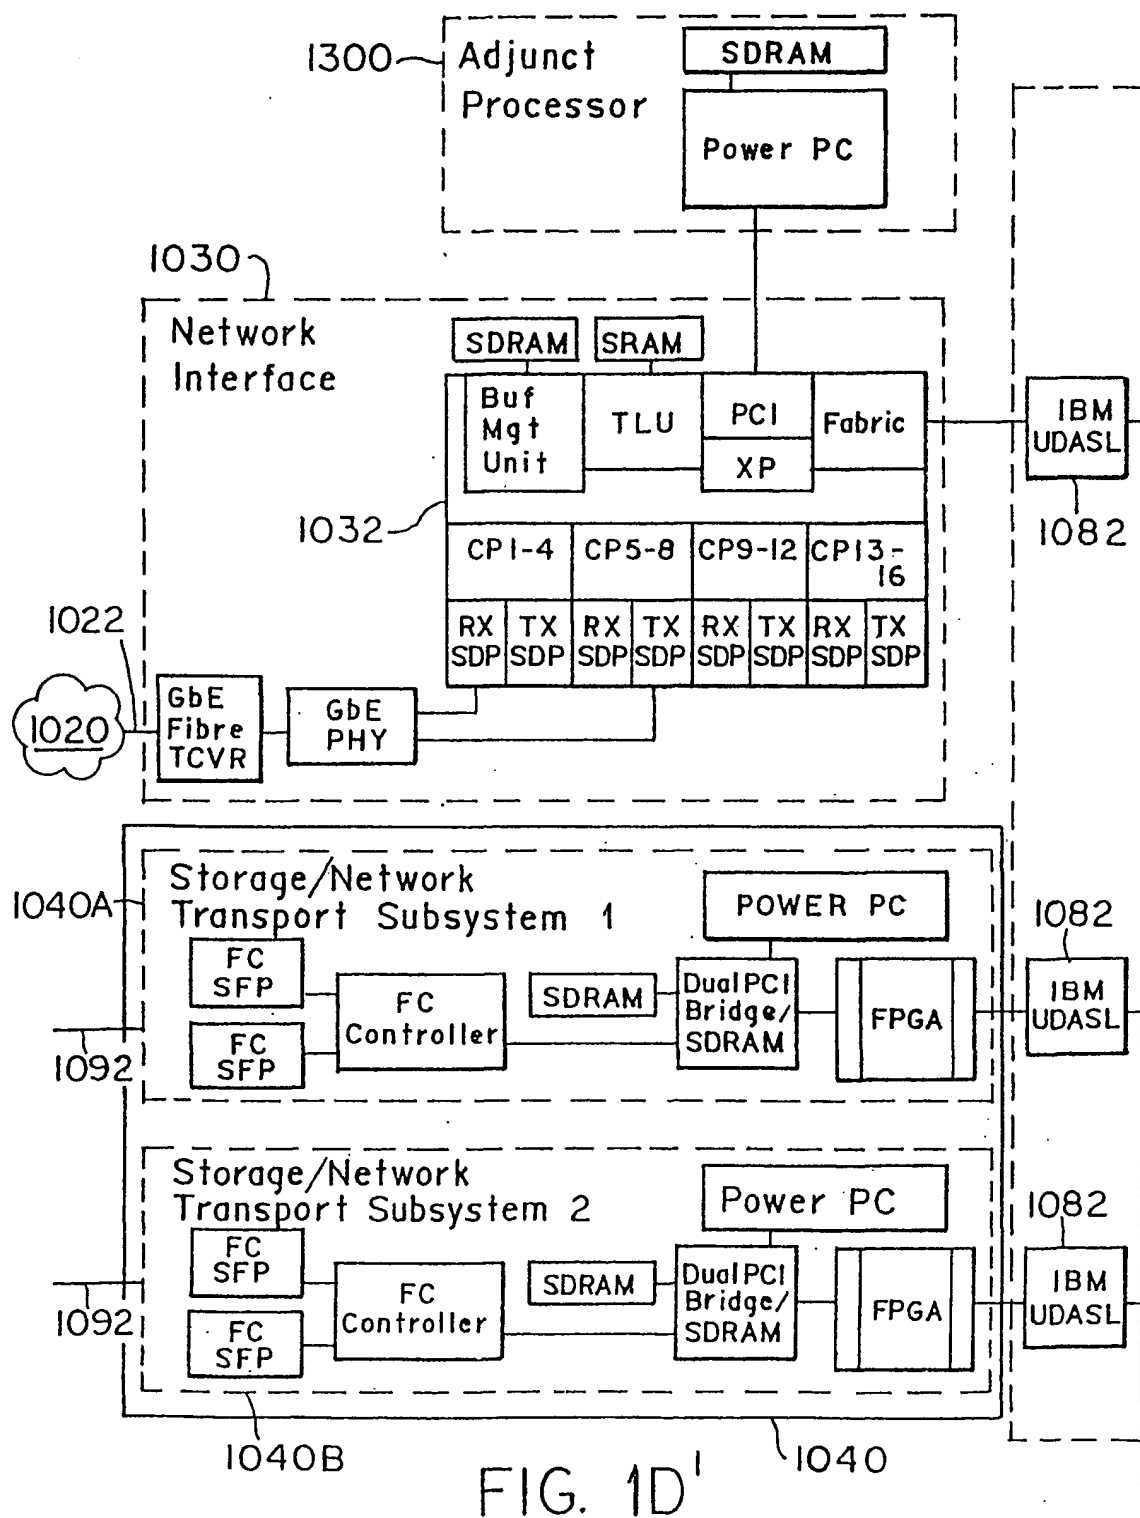 1300
Adjunct
Processor
SDRAM
Power PC
1030
Network
Interface
SDRAM
SRAM
Buf
Mgt
Unit
TLU
PCI
XP
Fabric
IBM
UDASL
1082
1032
CP1-4
CP5-8
CP9-12
CP13-
16
RX
SDP
TX
SDP
RX
SDP
TX
SDP
RX
SDP
TX
SDP
RX
SDP
TX
SDP
1022
1020
GbE
Fibre
TCVR
GbE
PHY
1040A
Storage/Network
Transport Subsystem 1
POWER PC
1082
FC
SFP
FC
SFP
FC
Controller
SDRAM
Dual PCI
Bridge/
SDRAM
FPGA
IBM
UDASL
1092
Storage/Network
Transport Subsystem 2
Power PC
1082
FC
SFP
FC
SFP
FC
Controller
SDRAM
Dual PCI
Bridge/
SDRAM
FPGA
IBM
UDASL
1092
1040B
1040
FIG. 1D'